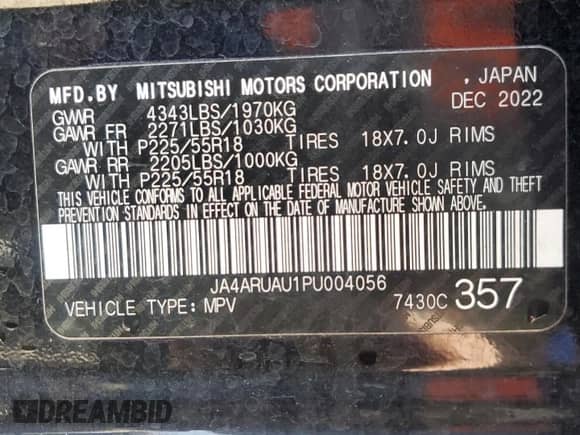 MFD.BY MITSUBISHI MOTORS CORPORATION , JAPAN
GVWR 4343LBS/1970KG DEC 2022
GAWR FR 2271LBS/1030KG
WITH P225/55R18 TIRES 18X7.0J RIMS
GAWR RR 2205LBS/1000KG
WITH P225/55R18 TIRES 18X7.0J RIMS
THIS VEHICLE CONFORMS TO ALL APPLICABLE FEDERAL MOTOR VEHICLE SAFETY AND THEFT
PREVENTION STANDARDS IN EFFECT ON THE DATE OF MANUFACTURE SHOWN ABOVE.
JA4ARUAU1PU004056
VEHICLE TYPE: MPV 7430C 357
DREAMBID